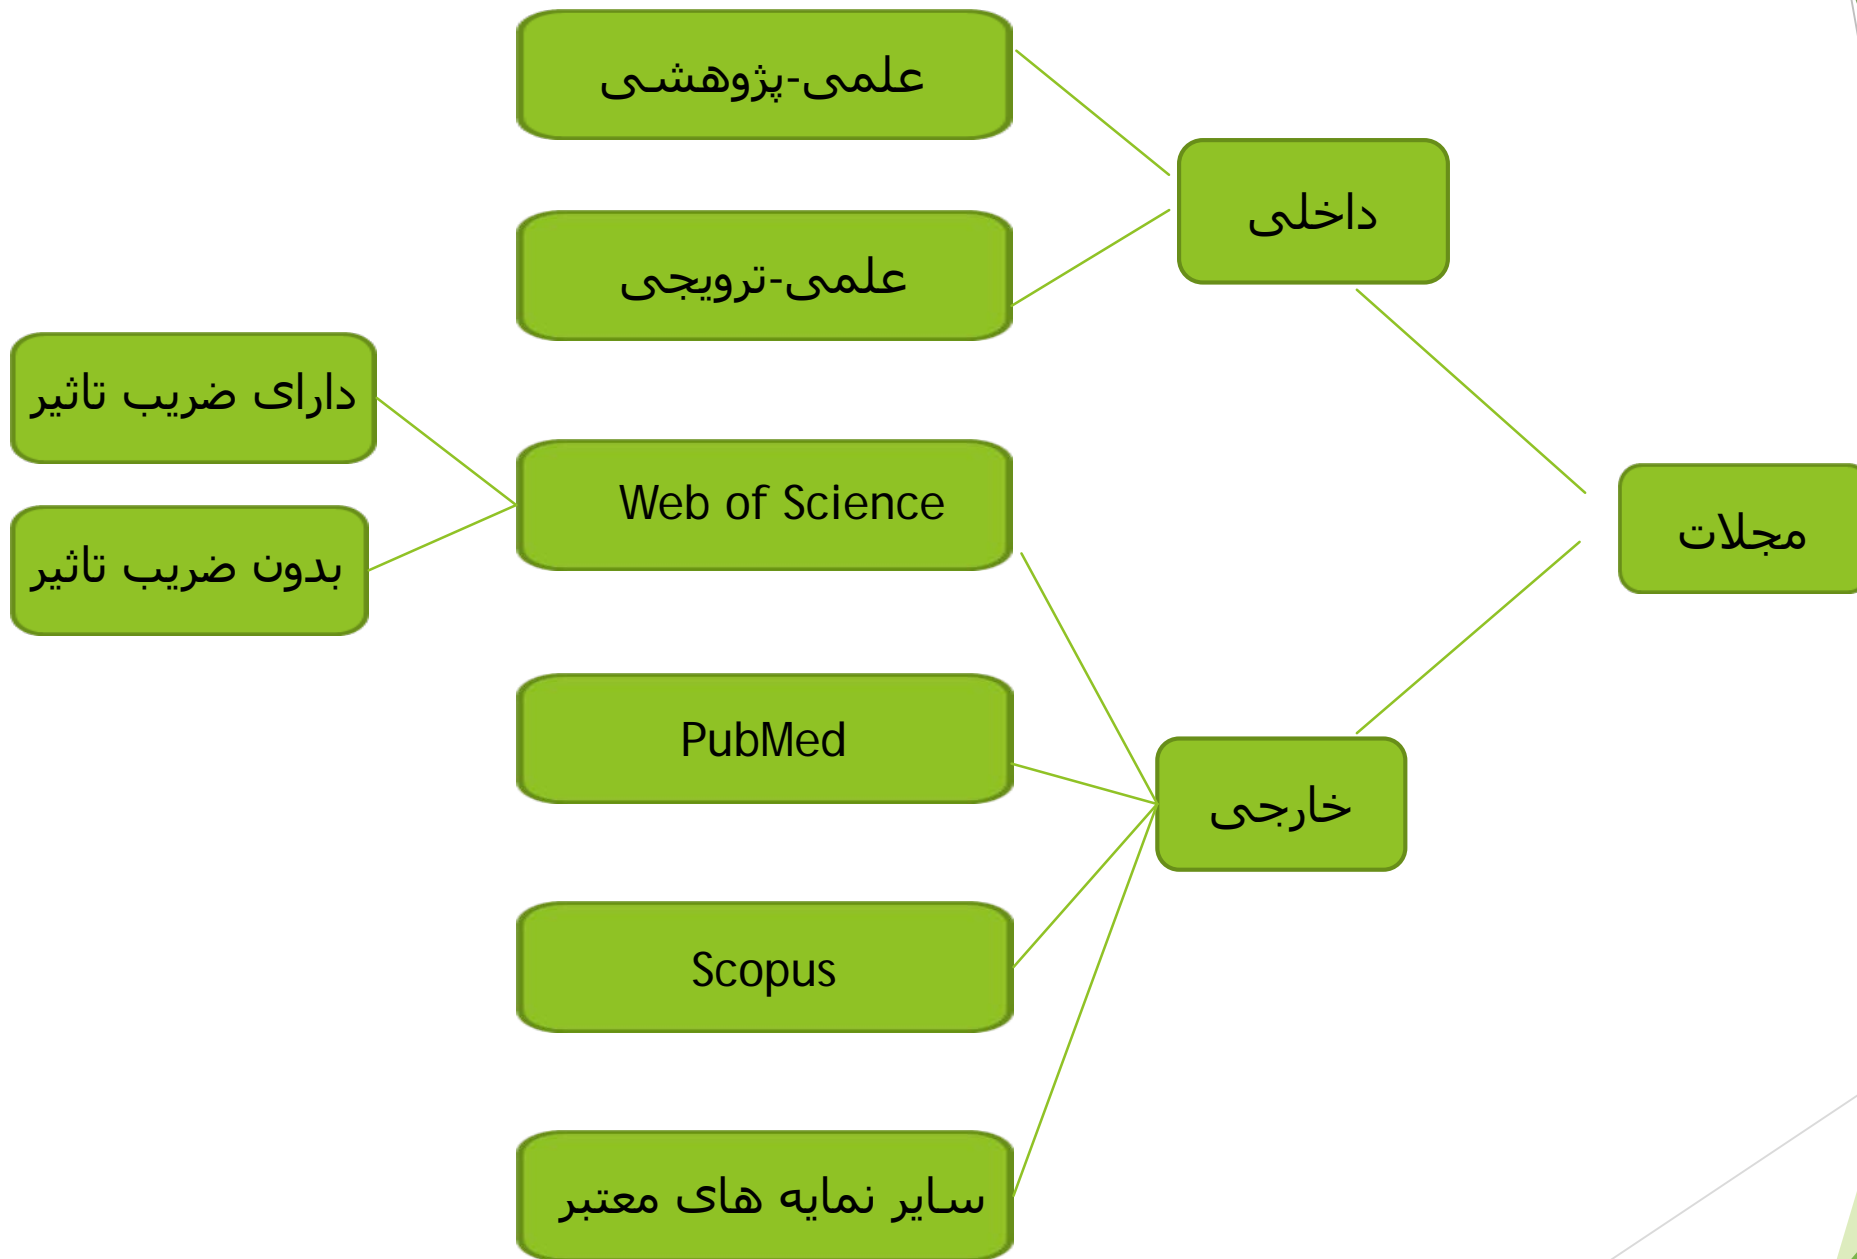 مجلات
داخلی
علمی-پژوهشی
علمی-ترویجی
خارجی
Web of Science
دارای ضریب تاثیر
بدون ضریب تاثیر
PubMed
Scopus
سایر نمایه های معتبر